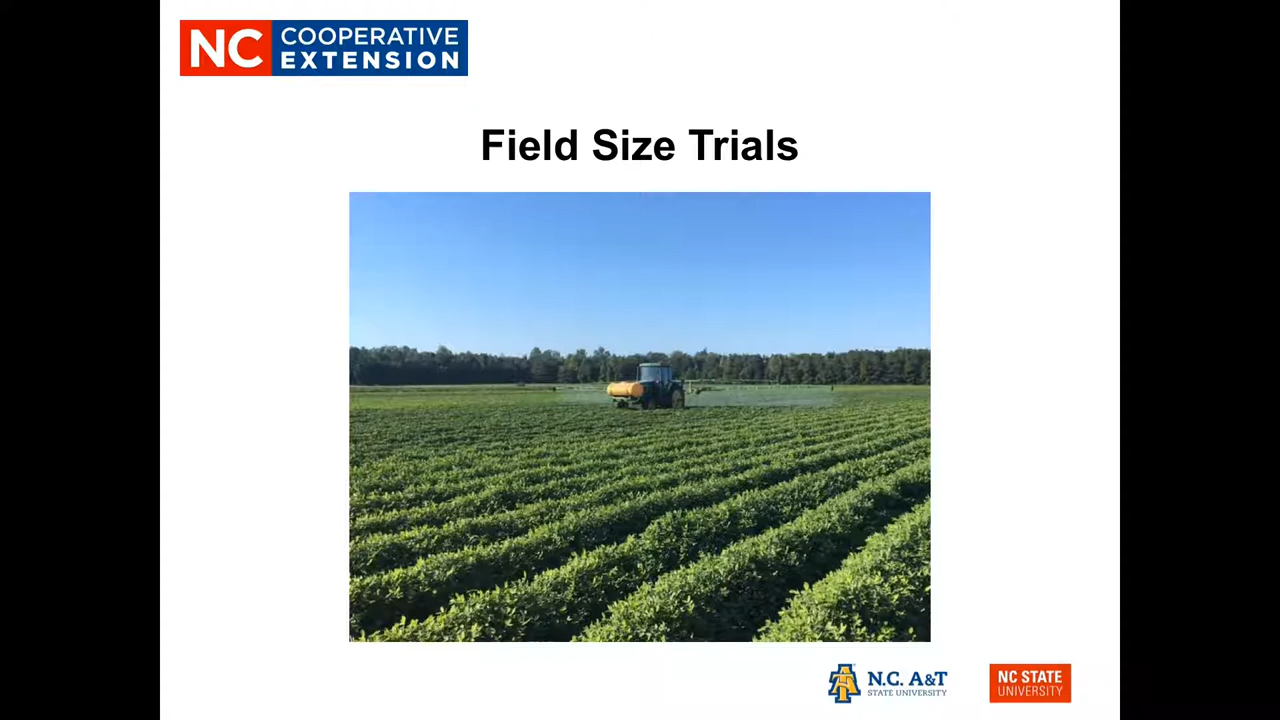 NC COOPERATIVE
EXTENSION
Field Size Trials
N.C. A&T
STATE UNIVERSITY
NC STATE
UNIVERSITY